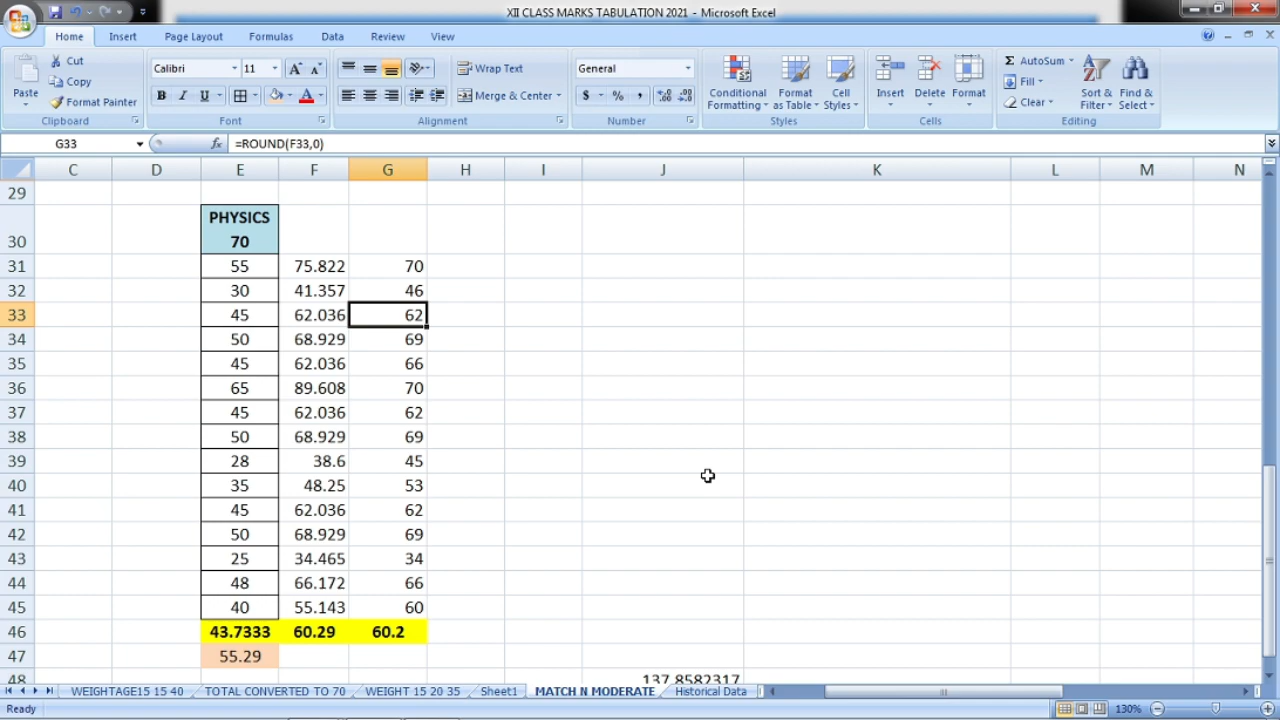 XII CLASS MARKS TABULATION 2021 - Microsoft Excel
Home Insert Page Layout Formulas Data Review View
Paste Cut Copy Format Painter Clipboard
Calibri 11 B I U A Font
Wrap Text Merge & Center Alignment
General $ % , Number
Conditional Formatting Format as Table Cell Styles Styles
Insert Delete Format Cells
Σ AutoSum Fill Clear Sort & Filter Find & Select Editing
G33 fx =ROUND(F33,0)
C D E F G H I J K L M N
29
30 PHYSICS 70
31 55 75.822 70
32 30 41.357 46
33 45 62.036 62
34 50 68.929 69
35 45 62.036 66
36 65 89.608 70
37 45 62.036 62
38 50 68.929 69
39 28 38.6 45
40 35 48.25 53
41 45 62.036 62
42 50 68.929 69
43 25 34.465 34
44 48 66.172 66
45 40 55.143 60
46 43.7333 60.29 60.2
47 55.29
48 137.8582317
WEIGHTAGE15 15 40 TOTAL CONVERTED TO 70 WEIGHT 15 20 35 Sheet1 MATCH N MODERATE Historical Data
Ready 130%